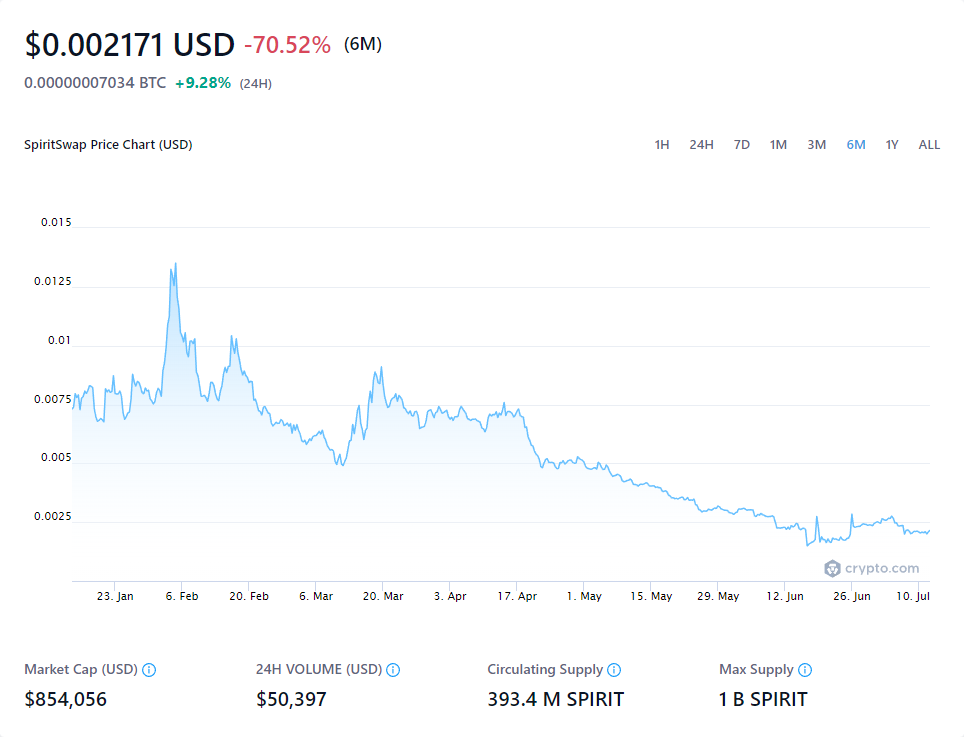 $0.002171 USD -70.52% (6M)
0.00000007034 BTC +9.28% (24H)
SpiritSwap Price Chart (USD) 1H 24H 7D 1M 3M 6M 1Y ALL
0.015
0.0125
0.01
0.0075
0.005
0.0025
crypto.com
23. Jan 6. Feb 20. Feb 6. Mar 20. Mar 3. Apr 17. Apr 1. May 15. May 29. May 12. Jun 26. Jun 10. Jul
Market Cap (USD) 24H VOLUME (USD) Circulating Supply Max Supply
$854,056 $50,397 393.4 M SPIRIT 1 B SPIRIT